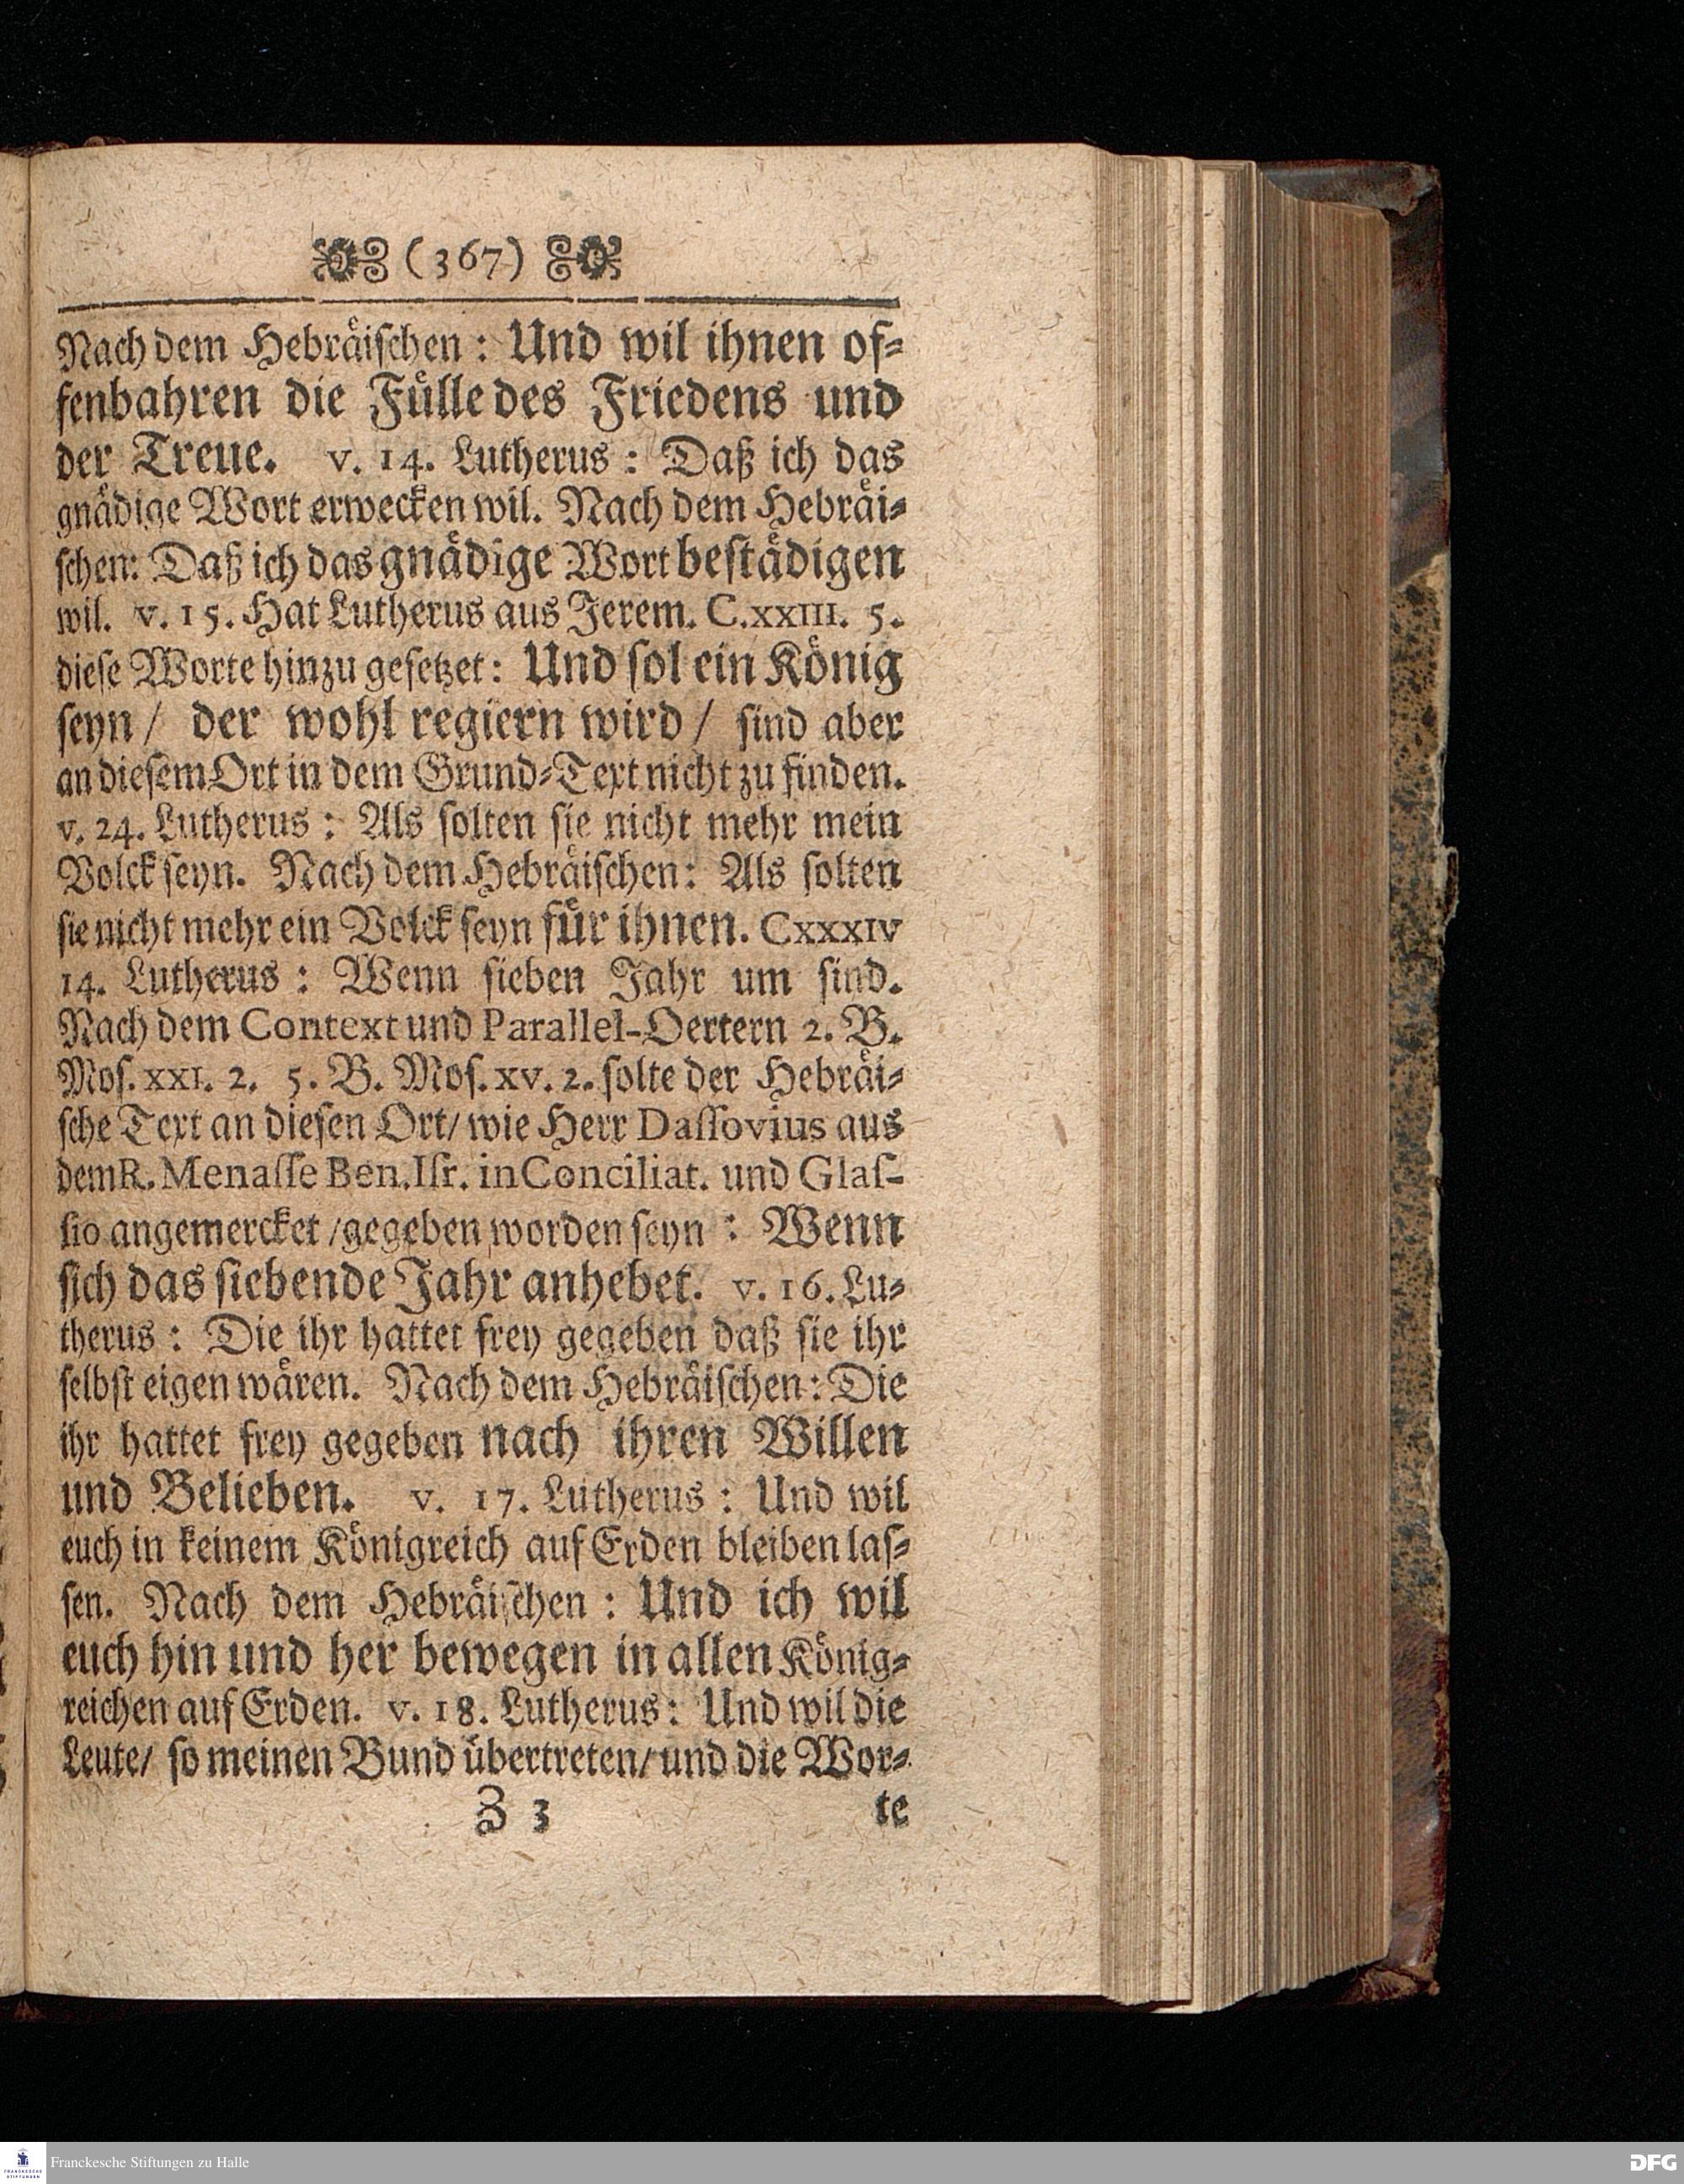 (367)
Nach dem Hebräischen: Und wil ihnen of-
fenbahren die Fülle des Friedens und
der Treue. v. 14. Lutherus: Daß ich das
gnädige Wort erwecken wil. Nach dem Hebräi-
schen: Daß ich das gnädige Wort bestädigen
wil. v. 15. Hat Lutherus aus Jerem. C. XXIII. 5.
diese Worte hinzu gesetzet: Und sol ein König
seyn / der wohl regiern wird / sind aber
an diesem Ort in dem Grund-Text nicht zu finden.
v. 24. Lutherus: Als solten sie nicht mehr mein
Volck seyn. Nach dem Hebräischen: Als solten
sie nicht mehr ein Volck seyn für ihnen. CXXXIV
14. Lutherus: Wenn sieben Jahr um sind.
Nach dem Context und Parallel-Oertern 2. B.
Mos. XXI. 2. 5. B. Mos. XV. 2. solte der Hebräi-
sche Text an diesen Ort / wie Herr Dassovius aus
dem R. Menasse Ben. Isr. in Conciliat. und Glas-
sio angemercket / gegeben worden seyn: Wenn
sich das siebende Jahr anhebet. v. 16. Lu-
therus: Die ihr hattet frey gegeben daß sie ihr
selbst eigen wären. Nach dem Hebräischen: Die
ihr hattet frey gegeben nach ihren Willen
und Belieben. v. 17. Lutherus: Und wil
euch in keinem Königreich auf Erden bleiben las-
sen. Nach dem Hebräischen: Und ich wil
euch hin und her bewegen in allen König-
reichen auf Erden. v. 18. Lutherus: Und wil die
Leute / so meinen Bund übertreten / und die Wor-
Z 3 te
FRANCKESCHE STIFTUNGEN
Franckesche Stiftungen zu Halle
DFG